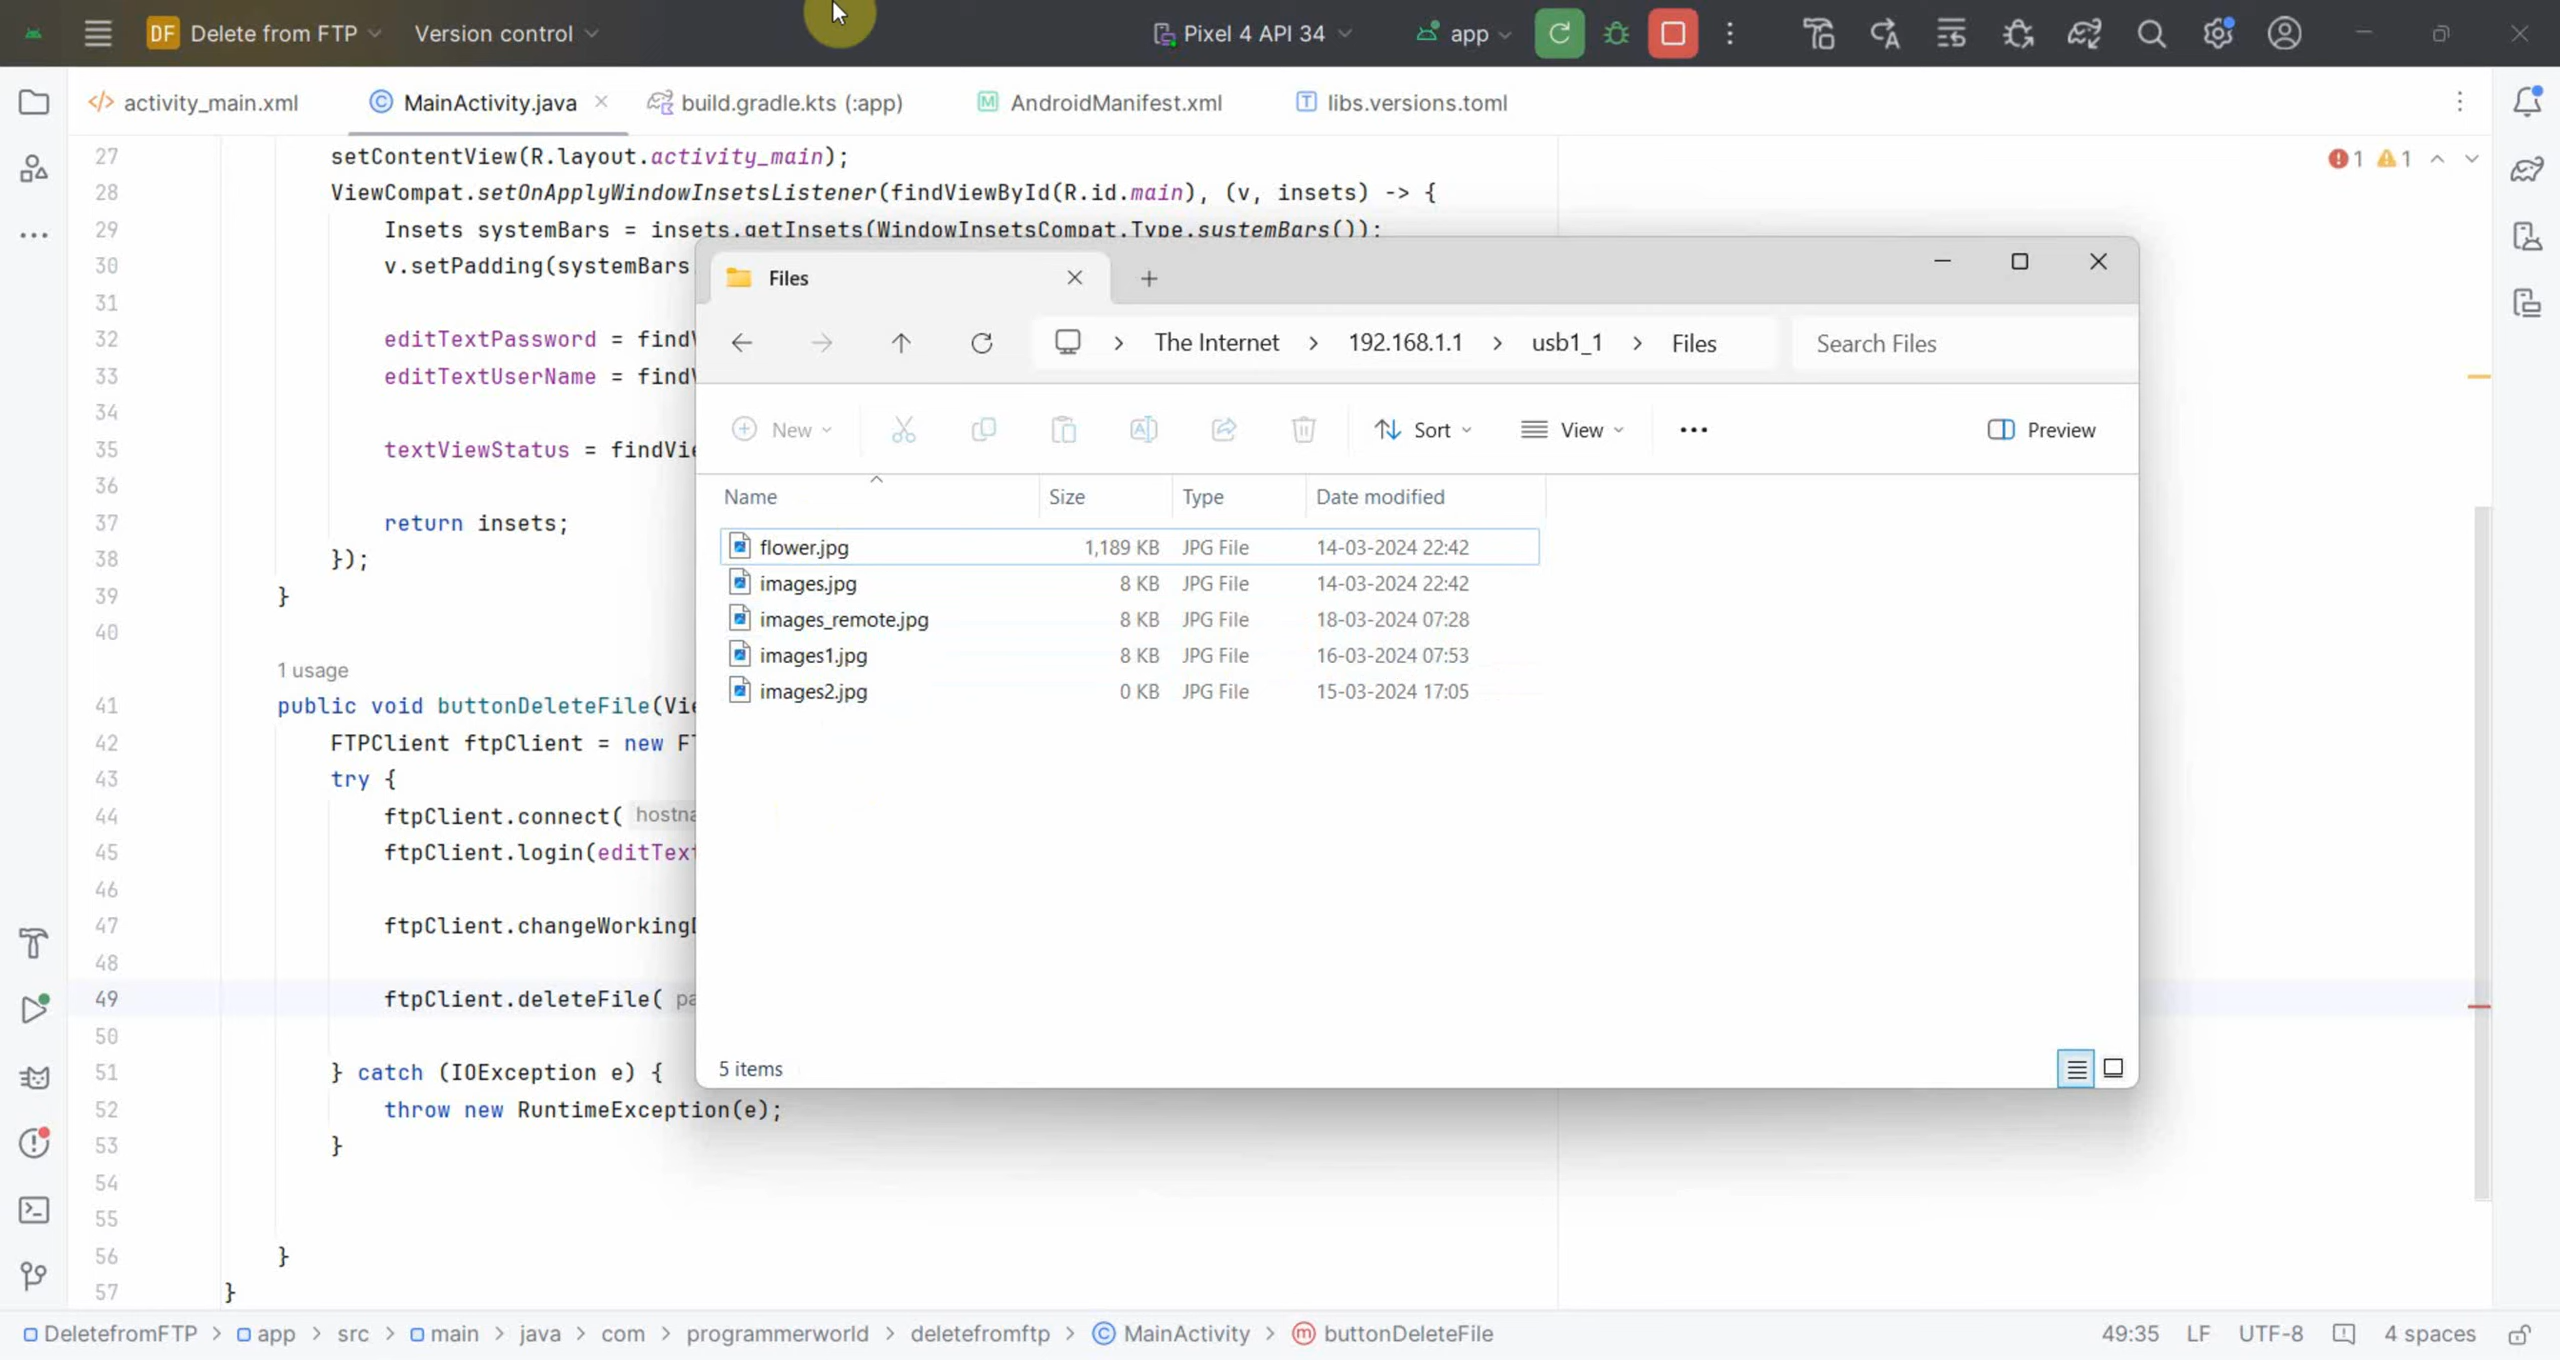 DF Delete from FTP Version control Pixel 4 API 34 app
activity_main.xml MainActivity.java build.gradle.kts (:app) AndroidManifest.xml libs.versions.toml
27 setContentView(R.layout.activity_main);
1 1
28 ViewCompat.setOnApplyWindowInsetsListener(findViewById(R.id.main), (v, insets) -> {
29 Insets systemBars = insets.getInsets(WindowInsetsCompat.Type.systemBars());
30 v.setPadding(systemBars
31
32 editTextPassword = find
33 editTextUserName = find
34
35 textViewStatus = findVie
36
37 return insets;
38 });
39 }
40
1 usage
41 public void buttonDeleteFile(Vie
42 FTPClient ftpClient = new F
43 try {
44 ftpClient.connect( hostna
45 ftpClient.login(editTex
46
47 ftpClient.changeWorking
48
49 ftpClient.deleteFile( pa
50
51 } catch (IOException e) {
52 throw new RuntimeException(e);
53 }
54
55
56 }
57 }
Files
The Internet > 192.168.1.1 > usb1_1 > Files
Search Files
New Sort View Preview
Name Size Type Date modified
flower.jpg 1,189 KB JPG File 14-03-2024 22:42
images.jpg 8 KB JPG File 14-03-2024 22:42
images_remote.jpg 8 KB JPG File 18-03-2024 07:28
images1.jpg 8 KB JPG File 16-03-2024 07:53
images2.jpg 0 KB JPG File 15-03-2024 17:05
5 items
DeletefromFTP > app > src > main > java > com > programmerworld > deletefromftp > MainActivity > buttonDeleteFile
49:35 LF UTF-8 4 spaces